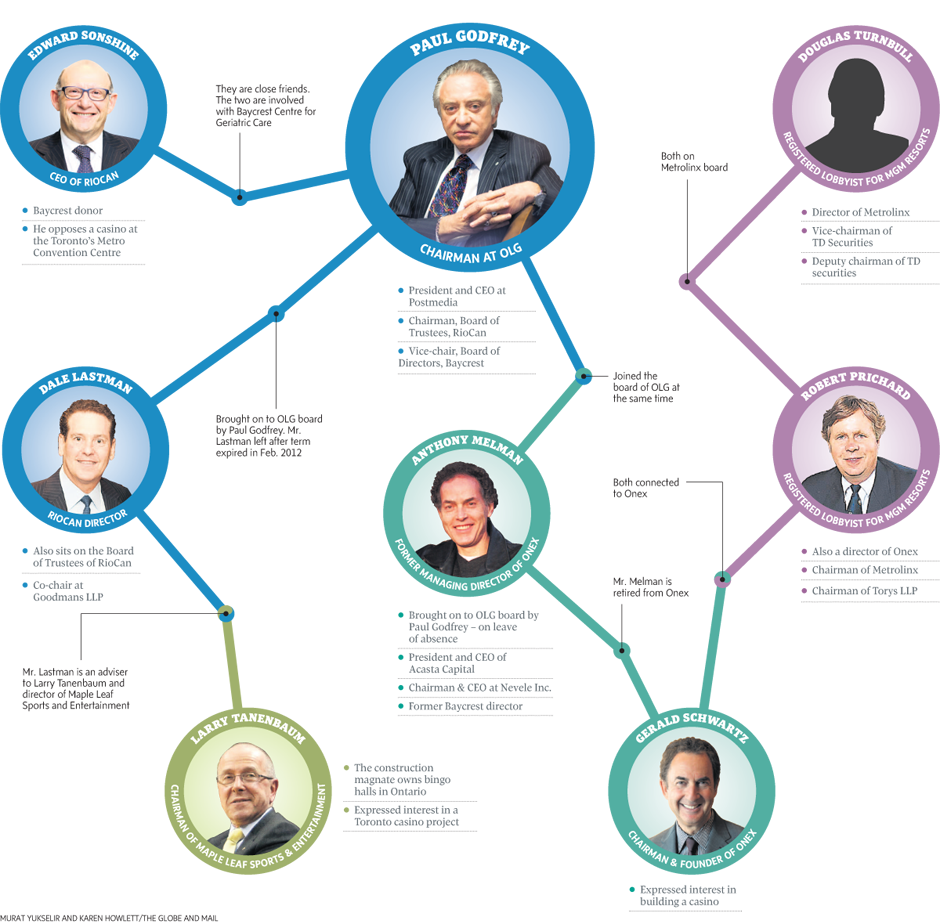 EDWARD SONSHINE
CEO OF RIOCAN
Baycrest donor
He opposes a casino at
the Toronto's Metro
Convention Centre
They are close friends.
The two are involved
with Baycrest Centre for
Geriatric Care
PAUL GODFREY
CHAIRMAN AT OLG
President and CEO at
Postmedia
Chairman, Board of
Trustees, RioCan
Vice-chair, Board of
Directors, Baycrest
Both on
Metrolinx board
DOUGLAS TURNBULL
REGISTERED LOBBYIST FOR MGM RESORTS
Director of Metrolinx
Vice-chairman of
TD Securities
Deputy chairman of TD
securities
Brought on to OLG board
by Paul Godfrey. Mr.
Lastman left after term
expired in Feb. 2012
Joined the
board of OLG at
the same time
DALE LASTMAN
RIOCAN DIRECTOR
Also sits on the Board
of Trustees of RioCan
Co-chair at
Goodmans LLP
ANTHONY MELMAN
FORMER MANAGING DIRECTOR OF ONEX
Brought on to OLG board by
Paul Godfrey – on leave
of absence
President and CEO of
Acasta Capital
Chairman & CEO at Nevele Inc.
Former Baycrest director
Both connected
to Onex
ROBERT PRICHARD
REGISTERED LOBBYIST FOR MGM RESORTS
Also a director of Onex
Chairman of Metrolinx
Chairman of Torys LLP
Mr. Melman is
retired from Onex
Mr. Lastman is an adviser
to Larry Tanenbaum and
director of Maple Leaf
Sports and Entertainment
LARRY TANENBAUM
CHAIRMAN OF MAPLE LEAF SPORTS & ENTERTAINMENT
The construction
magnate owns bingo
halls in Ontario
Expressed interest in a
Toronto casino project
GERALD SCHWARTZ
CHAIRMAN & FOUNDER OF ONEX
Expressed interest in
building a casino
MURAT YUKSELIR AND KAREN HOWLETT/THE GLOBE AND MAIL